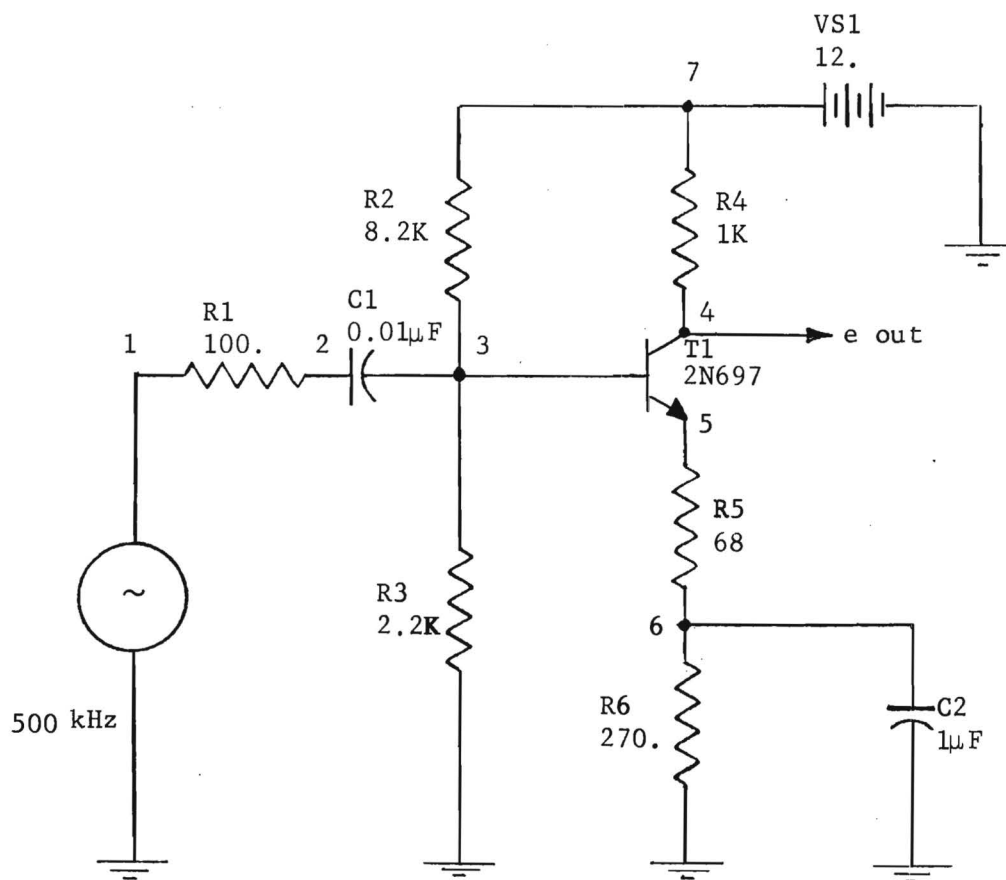 VS1
12.
7
R2
8.2K
R4
1K
C1
0.01μF
R1
100.
1
2
3
4
e out
T1
2N697
5
R5
68
R3
2.2K
~
6
500 kHz
R6
270.
C2
1μF